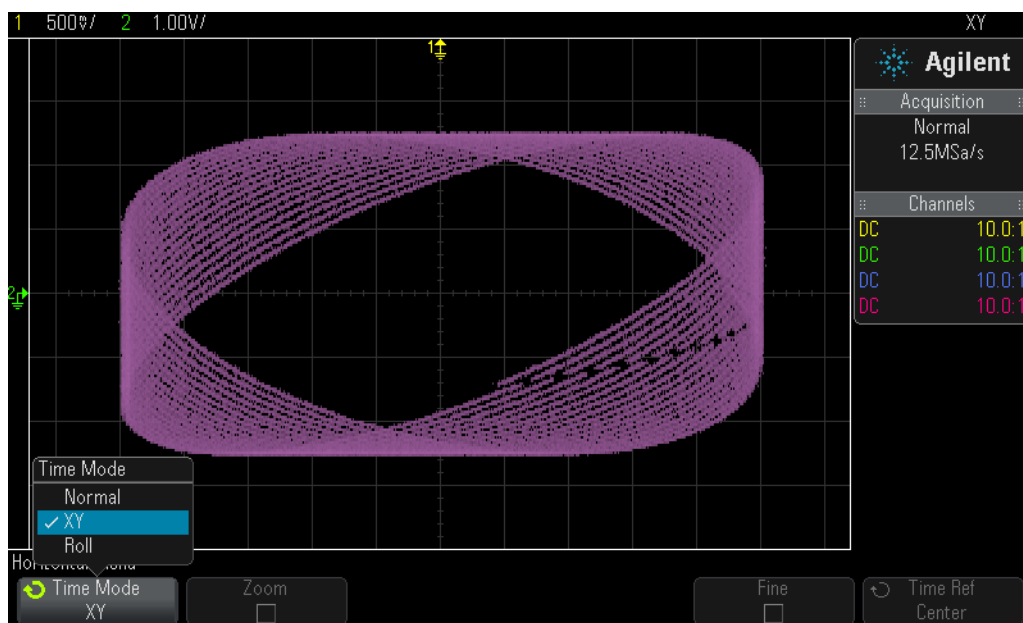 1 500mV/ 2 1.00V/ XY
1
Agilent
Acquisition
Normal
12.5MSa/s
Channels
DC 10.0:1
DC 10.0:1
DC 10.0:1
DC 10.0:1
2
Time Mode
Normal
XY
Roll
Time Mode
XY
Zoom
Fine
Time Ref
Center